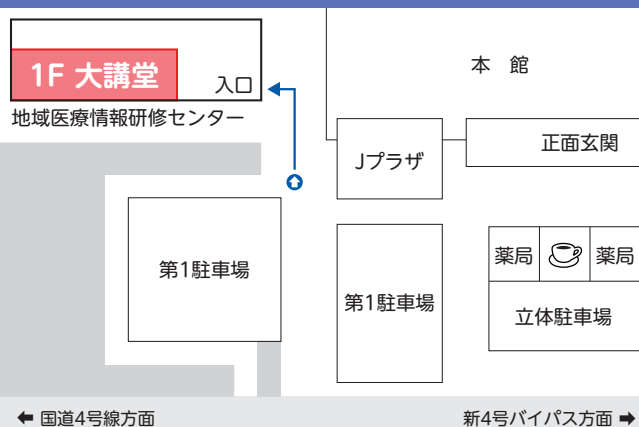 1F 大講堂
入口
地域医療情報研修センター
本 館
Jプラザ
正面玄関
第1駐車場
第1駐車場
薬局
薬局
立体駐車場
⬅ 国道4号線方面
新4号バイパス方面 ➡